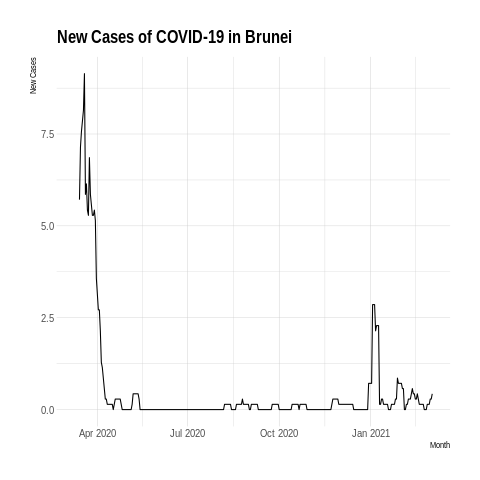 New Cases of COVID-19 in Brunei
New Cases
7.5
5.0
2.5
0.0
Apr 2020 Jul 2020 Oct 2020 Jan 2021
Month